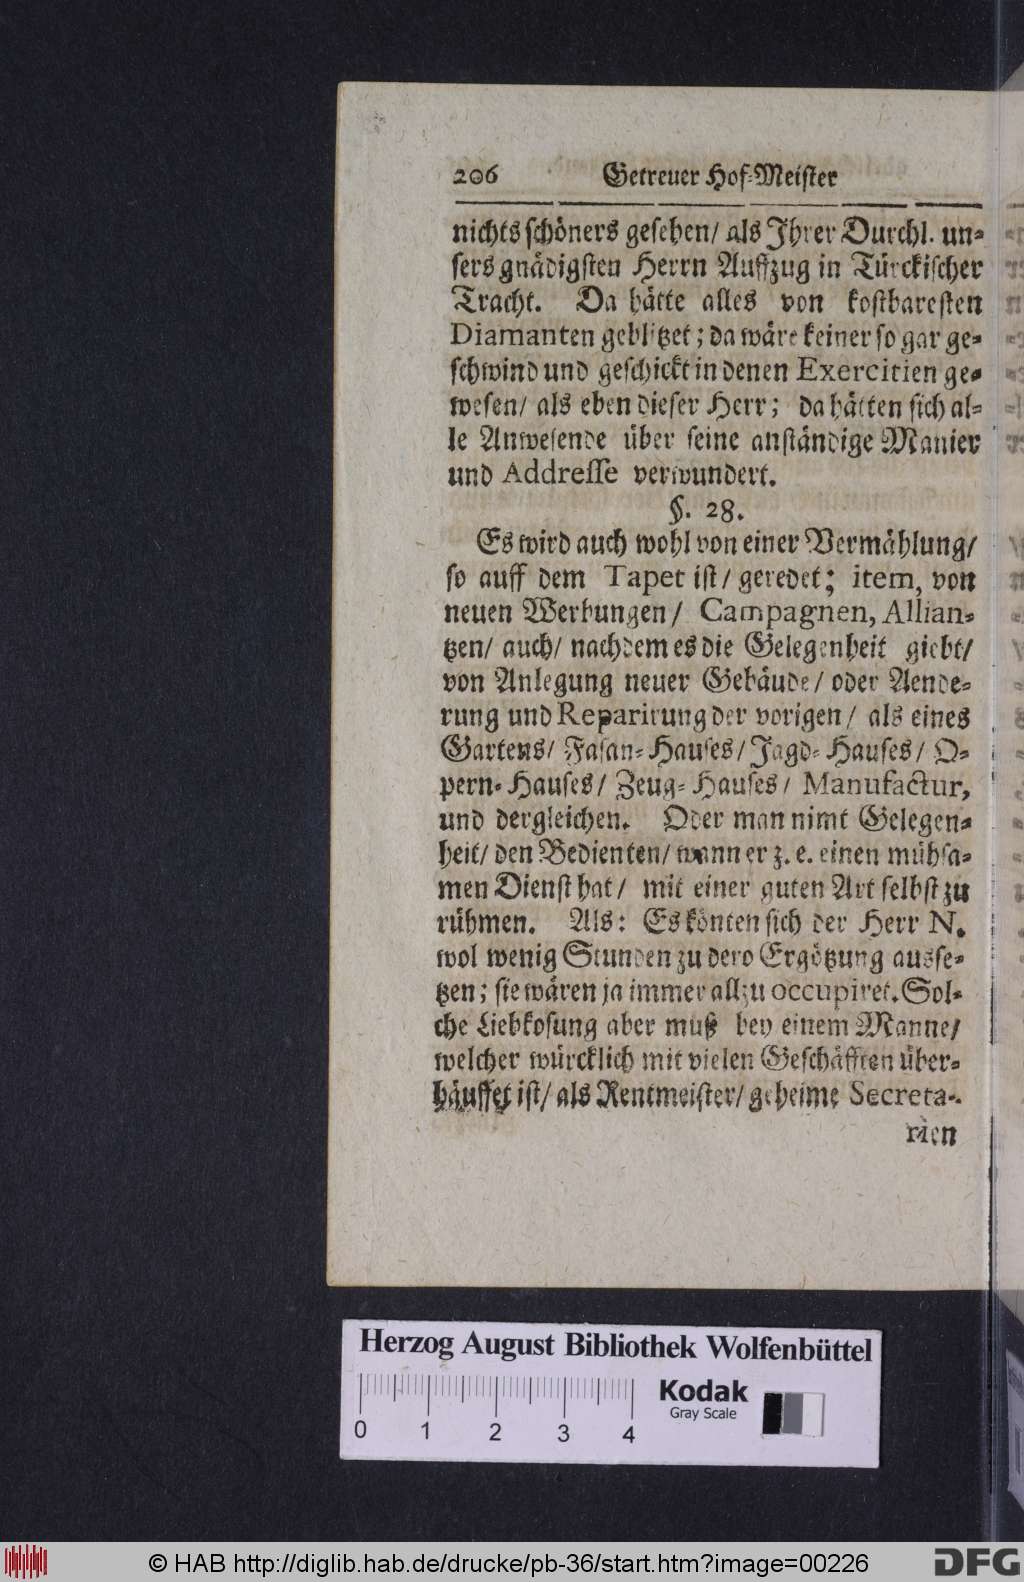 206 Getreuer Hof-Meister
nichts schöners gesehen/ als Ihrer Durchl. un-
sers gnädigsten Herrn Auffzug in Türckischer
Tracht. Da hätte alles von kostbaresten
Diamanten geblitzet; da wäre keiner so gar ge-
schwind und geschickt in denen Exercitien ge-
wesen/ als eben dieser Herr; da hätten sich al-
le Anwesende über seine anständige Manier
und Addresse verwundert.
§. 28.
Es wird auch wohl von einer Vermählung/
so auff dem Tapet ist/ geredet; item, von
neuen Werbungen/ Campagnen, Allian-
tzen/ auch/ nachdem es die Gelegenheit giebt/
von Anlegung neuer Gebäude/ oder Aende-
rung und Reparirung der vorigen/ als eines
Gartens/ Fasan-Hauses/ Jagd-Hauses/ O-
pern-Hauses/ Zeug-Hauses/ Manufactur,
und dergleichen. Oder man nimt Gelegen-
heit/ den Bedienten/ wann er z. e. einen mühsa-
men Dienst hat/ mit einer guten Art selbst zu
rühmen. Als: Es könten sich der Herr N.
wol wenig Stunden zu dero Ergötzung ausse-
tzen; sie wären ja immer allzu occupiret. Sol-
che Liebkosung aber muß bey einem Manne/
welcher würcklich mit vielen Geschäfften über-
häuffet ist/ als Rentmeister/ geheime Secreta-
rien
Herzog August Bibliothek Wolfenbüttel
0 1 2 3 4
Kodak
Gray Scale
© HAB http://diglib.hab.de/drucke/pb-36/start.htm?image=00226
DFG